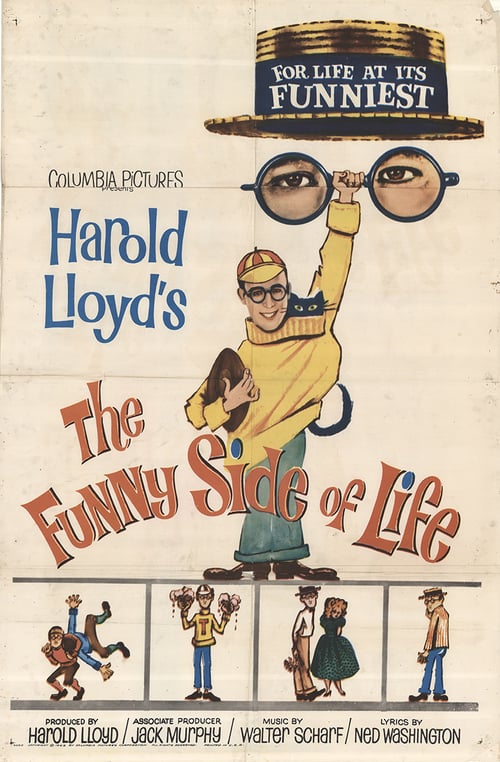 FOR LIFE AT ITS
FUNNIEST
COLUMBIA PICTURES
presents
Harold
Lloyd's
The
Funny Side of Life
T
PRODUCED BY
HAROLD LLOYD /
ASSOCIATE PRODUCER
JACK MURPHY /
MUSIC BY
WALTER SCHARF /
LYRICS BY
NED WASHINGTON